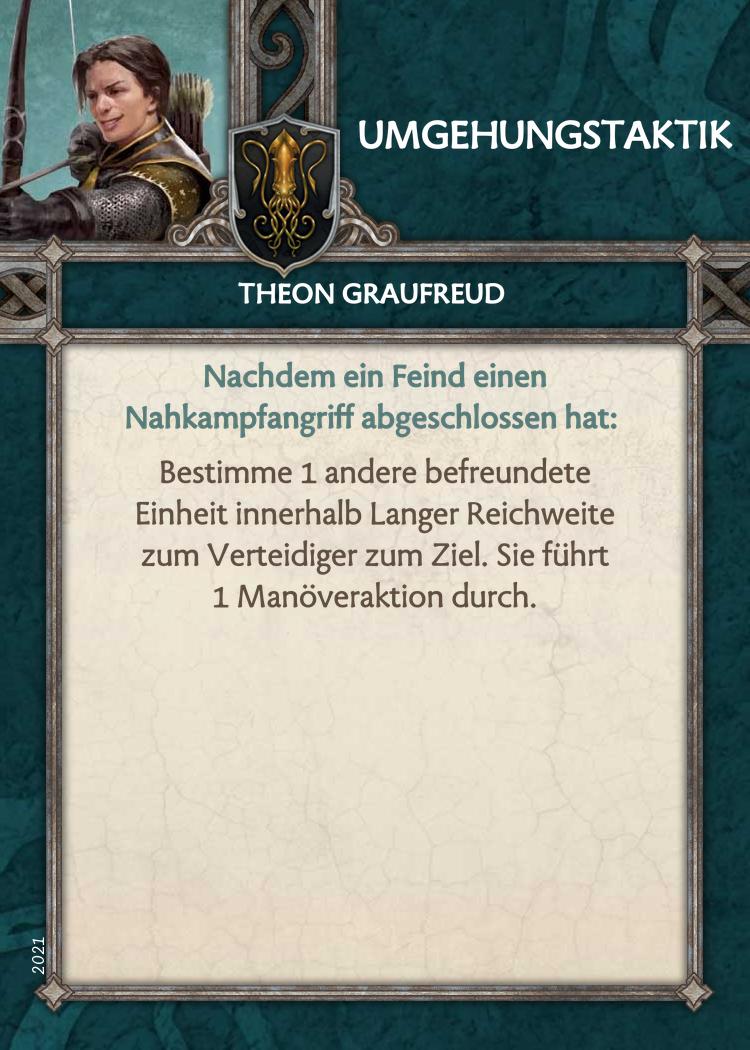 UMGEHUNGSTAKTIK
THEON GRAUFREUD
Nachdem ein Feind einen
Nahkampfangriff abgeschlossen hat:
Bestimme 1 andere befreundete
Einheit innerhalb Langer Reichweite
zum Verteidiger zum Ziel. Sie führt
1 Manöveraktion durch.
2021